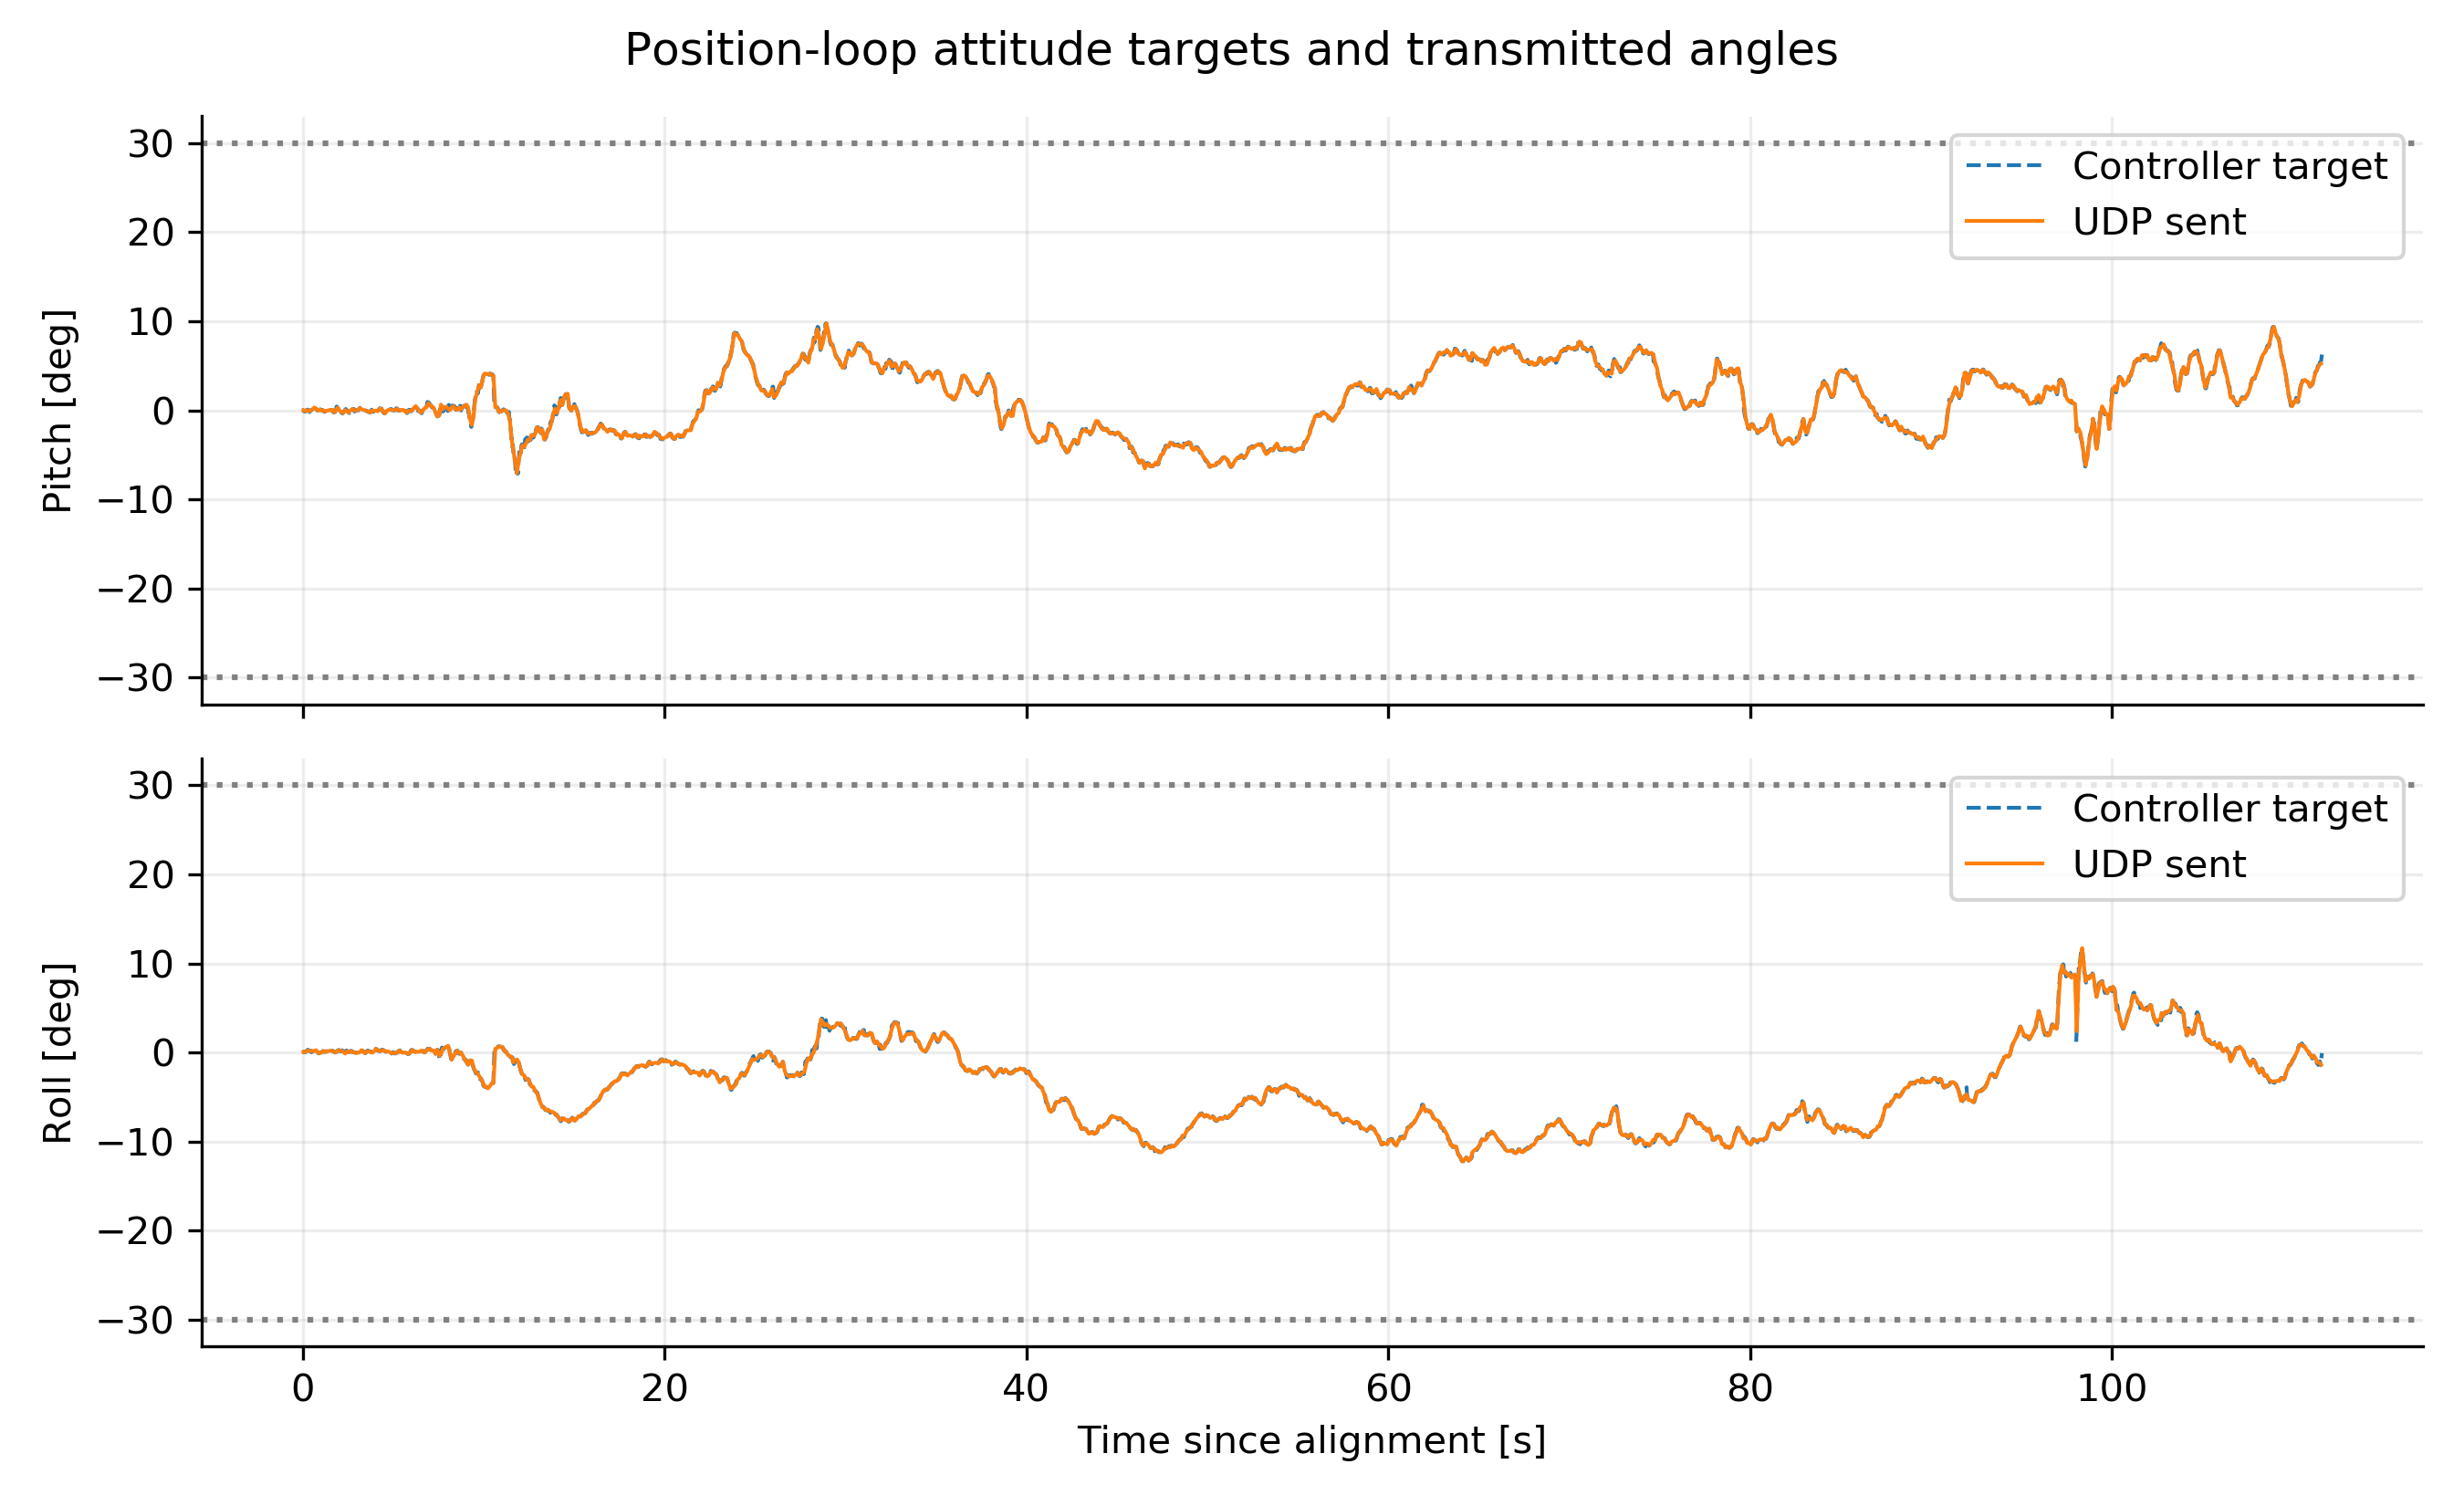 Position-loop attitude targets and transmitted angles
Pitch [deg]
30
20
10
0
−10
−20
−30
Controller target
UDP sent
Roll [deg]
30
20
10
0
−10
−20
−30
Controller target
UDP sent
0 20 40 60 80 100
Time since alignment [s]